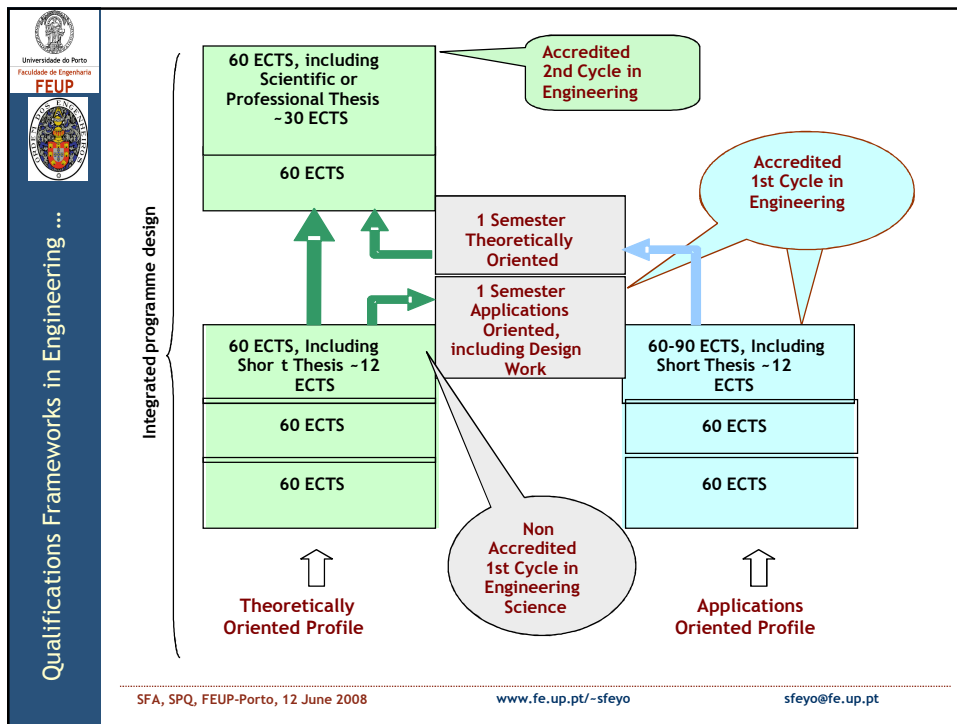 Universidade do Porto
Faculdade de Engenharia
FEUP
ORDEM DOS ENGENHEIROS
Qualifications Frameworks in Engineering …
Integrated programme design
60 ECTS, including
Scientific or
Professional Thesis
~30 ECTS
60 ECTS
Accredited
2nd Cycle in
Engineering
Accredited
1st Cycle in
Engineering
1 Semester
Theoretically
Oriented
1 Semester
Applications
Oriented,
including Design
Work
60 ECTS, Including
Shor t Thesis ~12
ECTS
60 ECTS
60 ECTS
60-90 ECTS, Including
Short Thesis ~12
ECTS
60 ECTS
60 ECTS
Non
Accredited
1st Cycle in
Engineering
Science
Theoretically
Oriented Profile
Applications
Oriented Profile
SFA, SPQ, FEUP-Porto, 12 June 2008
www.fe.up.pt/~sfeyo
sfeyo@fe.up.pt